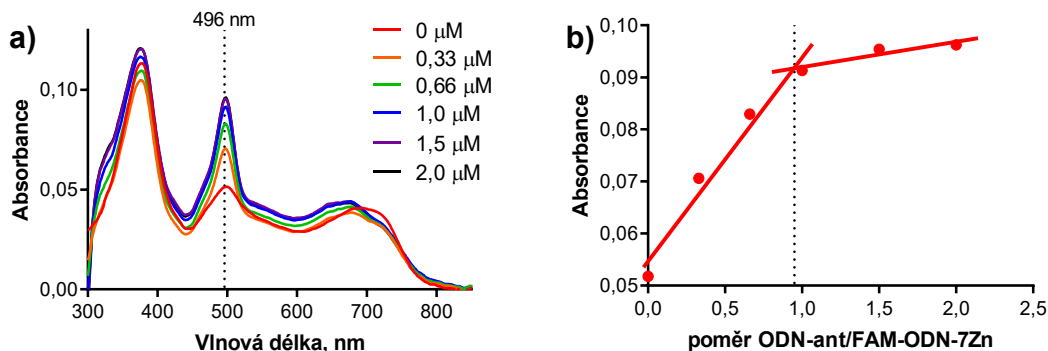 a)
496 nm
0 μM
0,33 μM
0,66 μM
1,0 μM
1,5 μM
2,0 μM
Absorbance
0,10
0,05
0,00
300 400 500 600 700 800
Vlnová délka, nm
b)
Absorbance
0,10
0,09
0,08
0,07
0,06
0,05
0,0 0,5 1,0 1,5 2,0 2,5
poměr ODN-ant/FAM-ODN-7Zn